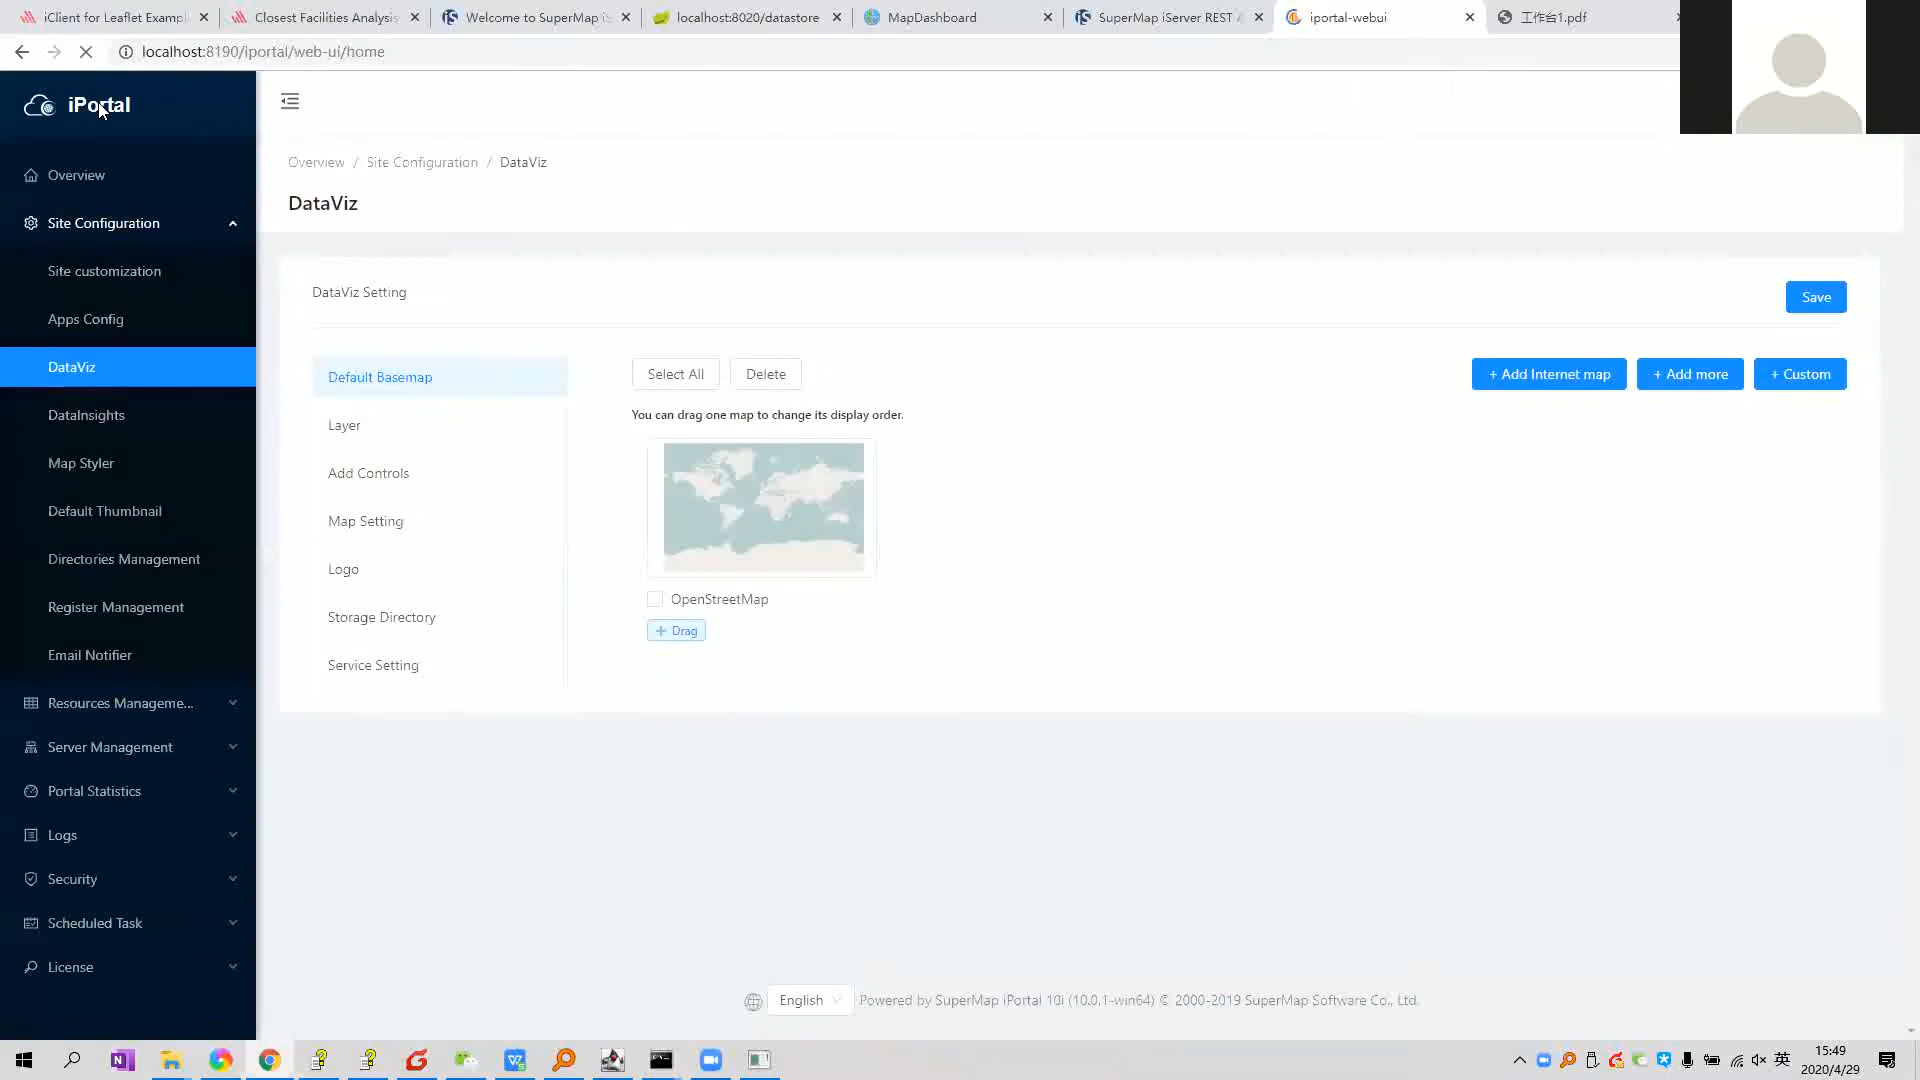 iClient for Leaflet Exampl
Closest Facilities Analysis
Welcome to SuperMap iS
localhost:8020/datastore
MapDashboard
SuperMap iServer REST
iportal-webui
工作台1.pdf
localhost:8190/iportal/web-ui/home
iPortal
Overview
Site Configuration
Site customization
Apps Config
DataViz
DataInsights
Map Styler
Default Thumbnail
Directories Management
Register Management
Email Notifier
Resources Manageme...
Server Management
Portal Statistics
Logs
Security
Scheduled Task
License
Overview / Site Configuration / DataViz
DataViz
DataViz Setting
Save
Default Basemap
Layer
Add Controls
Map Setting
Logo
Storage Directory
Service Setting
Select All
Delete
+ Add Internet map
+ Add more
+ Custom
You can drag one map to change its display order.
OpenStreetMap
+ Drag
English
Powered by SuperMap iPortal 10i (10.0.1-win64) © 2000-2019 SuperMap Software Co., Ltd.
英
15:49
2020/4/29